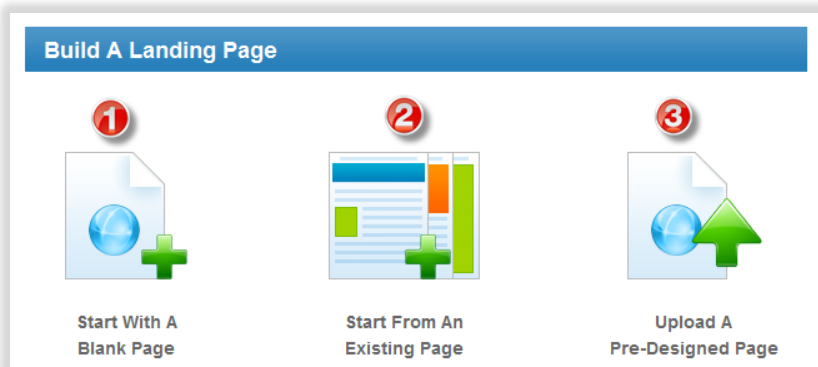 Build A Landing Page
1
2
3
Start With A
Blank Page
Start From An
Existing Page
Upload A
Pre-Designed Page